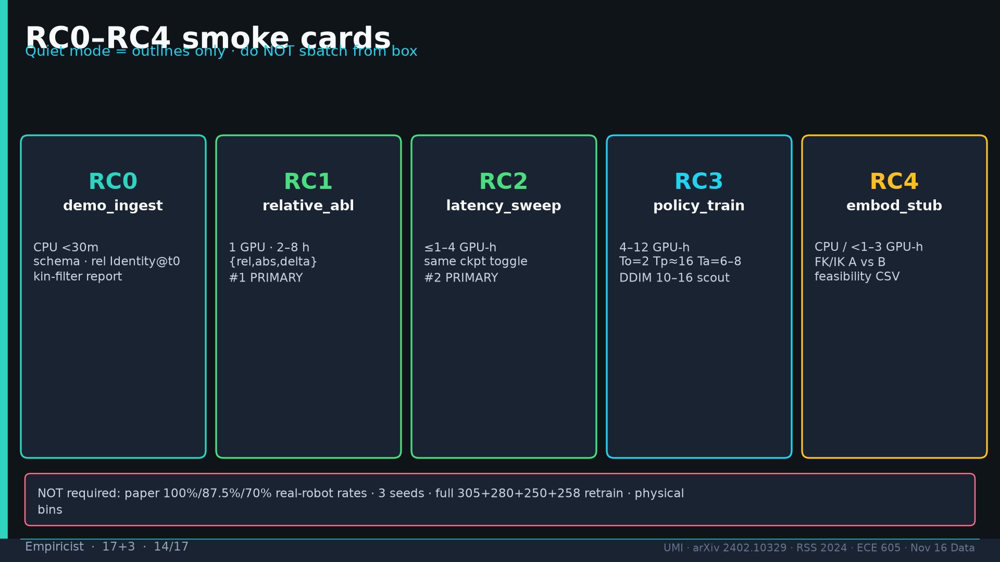 RC0–RC4 smoke cards
Quiet mode = outlines only · do NOT sbatch from box
RC0
demo_ingest
CPU <30m
schema · rel Identity@t0
kin-filter report
RC1
relative_abl
1 GPU · 2–8 h
{rel,abs,delta}
#1 PRIMARY
RC2
latency_sweep
≤1–4 GPU-h
same ckpt toggle
#2 PRIMARY
RC3
policy_train
4–12 GPU-h
To=2 Tp≈16 Ta=6–8
DDIM 10–16 scout
RC4
embod_stub
CPU / <1–3 GPU-h
FK/IK A vs B
feasibility CSV
NOT required: paper 100%/87.5%/70% real-robot rates · 3 seeds · full 305+280+250+258 retrain · physical
bins
Empiricist · 17+3 · 14/17
UMI · arXiv 2402.10329 · RSS 2024 · ECE 605 · Nov 16 Data